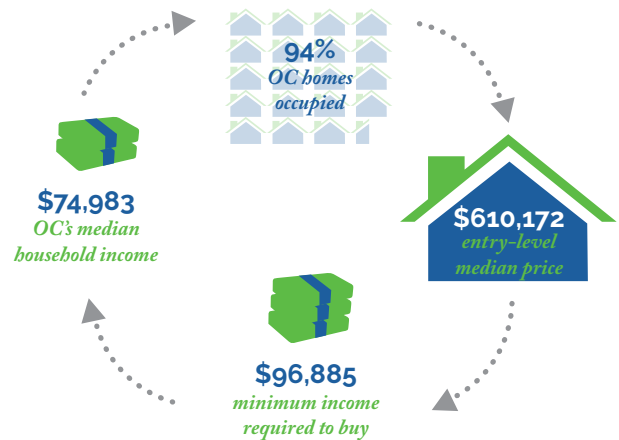 94%
OC homes
occupied
$610,172
entry-level
median price
$96,885
minimum income
required to buy
$74,983
OC's median
household income